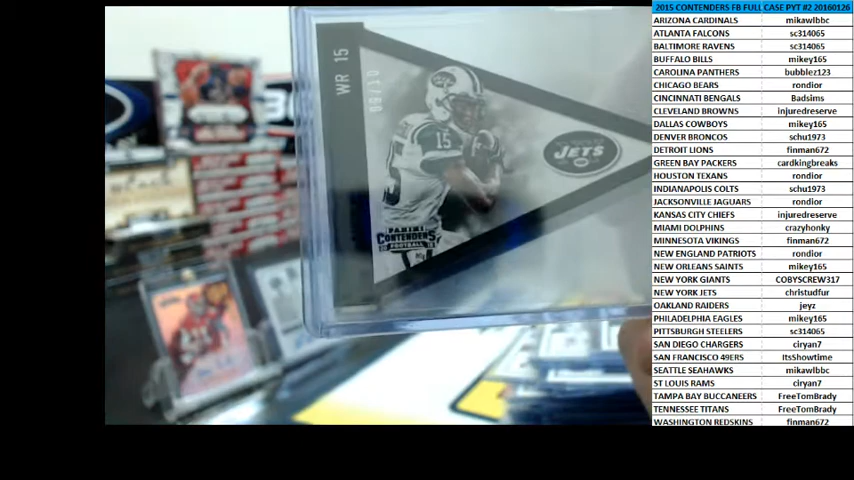 WR 15
09/10
15
JETS
PANINI
CONTENDERS
FOOTBALL
2015 CONTENDERS FB FULL CASE PYT #2 20160126
ARIZONA CARDINALS mikawlbbc
ATLANTA FALCONS sc314065
BALTIMORE RAVENS sc314065
BUFFALO BILLS mikey165
CAROLINA PANTHERS bubblez123
CHICAGO BEARS rondior
CINCINNATI BENGALS Badsims
CLEVELAND BROWNS injuredreserve
DALLAS COWBOYS mikey165
DENVER BRONCOS schu1973
DETROIT LIONS finman672
GREEN BAY PACKERS cardkingbreaks
HOUSTON TEXANS rondior
INDIANAPOLIS COLTS schu1973
JACKSONVILLE JAGUARS rondior
KANSAS CITY CHIEFS injuredreserve
MIAMI DOLPHINS crazyhonky
MINNESOTA VIKINGS finman672
NEW ENGLAND PATRIOTS rondior
NEW ORLEANS SAINTS mikey165
NEW YORK GIANTS COBYSCREW317
NEW YORK JETS christudfur
OAKLAND RAIDERS jeyz
PHILADELPHIA EAGLES mikey165
PITTSBURGH STEELERS sc314065
SAN DIEGO CHARGERS ciryan7
SAN FRANCISCO 49ERS ItsShowtime
SEATTLE SEAHAWKS mikawlbbc
ST LOUIS RAMS ciryan7
TAMPA BAY BUCCANEERS FreeTomBrady
TENNESSEE TITANS FreeTomBrady
WASHINGTON REDSKINS finman672